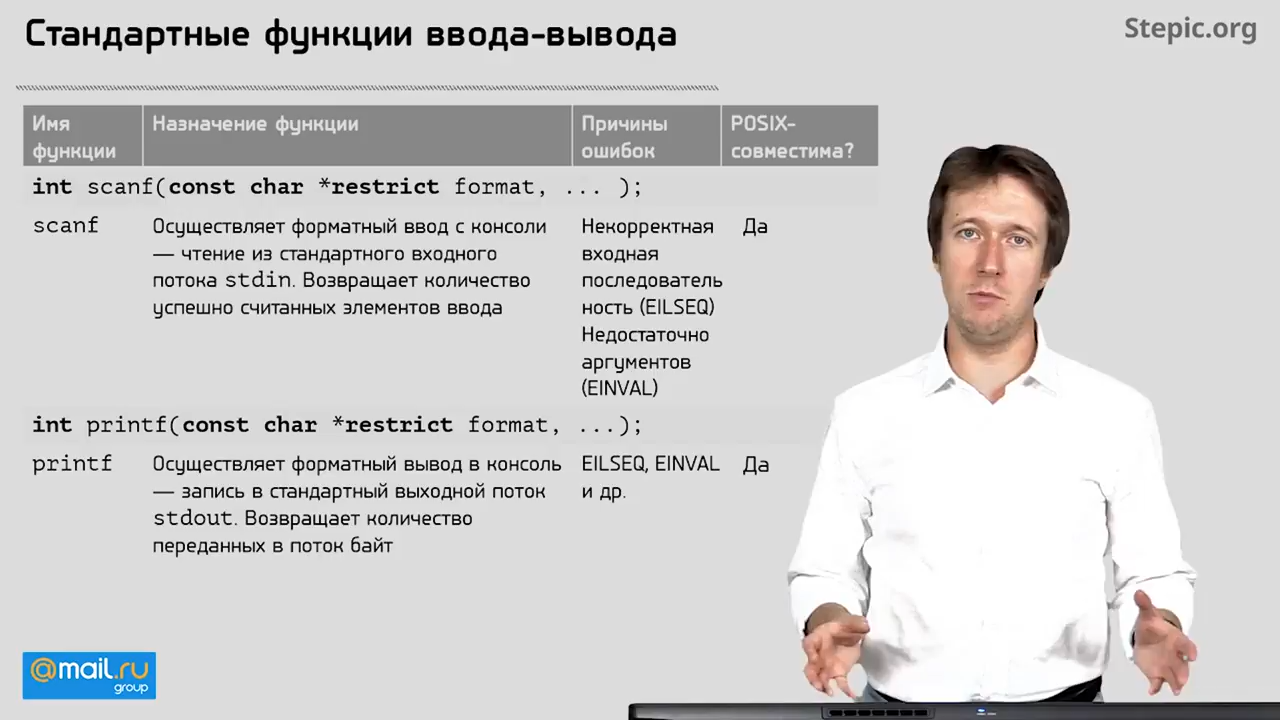 Стандартные функции ввода-вывода
Stepic.org
Имя функции
Назначение функции
Причины ошибок
POSIX-совместима?
int scanf(const char *restrict format, ... );
scanf
Осуществляет форматный ввод с консоли
— чтение из стандартного входного
потока stdin. Возвращает количество
успешно считанных элементов ввода
Некорректная
входная
последователь
ность (EILSEQ)
Недостаточно
аргументов
(EINVAL)
Да
int printf(const char *restrict format, ...);
printf
Осуществляет форматный вывод в консоль
— запись в стандартный выходной поток
stdout. Возвращает количество
переданных в поток байт
EILSEQ, EINVAL
и др.
Да
@mail.ru
group